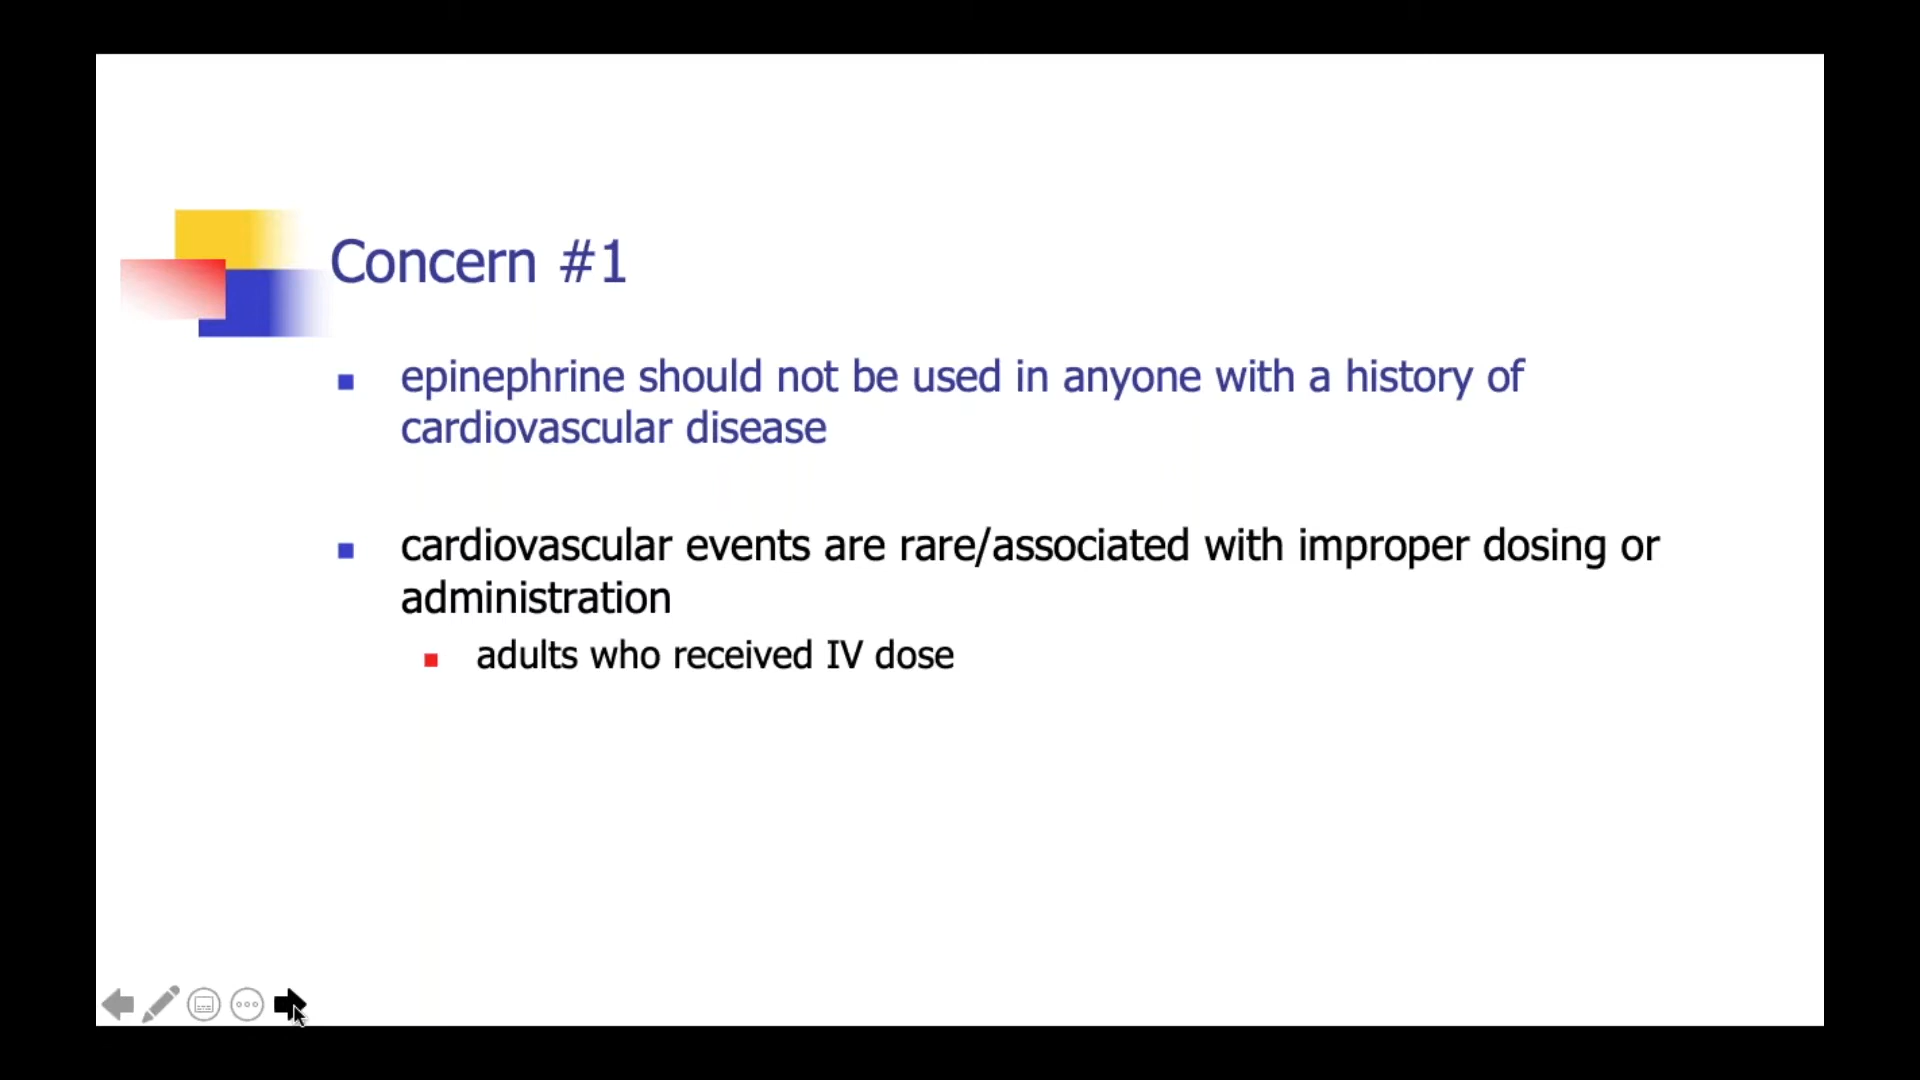 Concern #1
epinephrine should not be used in anyone with a history of
cardiovascular disease
cardiovascular events are rare/associated with improper dosing or
administration
adults who received IV dose